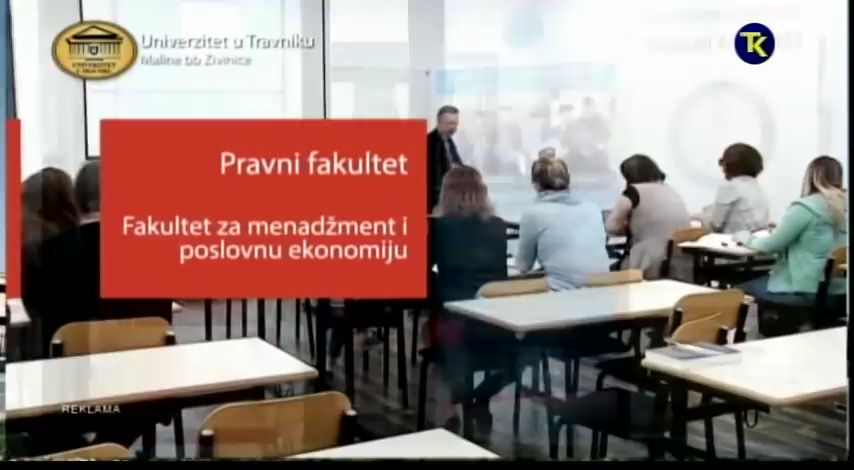 Univerzitet u Travniku
Maline bb Živinice
TK
Pravni fakultet
Fakultet za menadžment i
poslovnu ekonomiju
REKLAMA